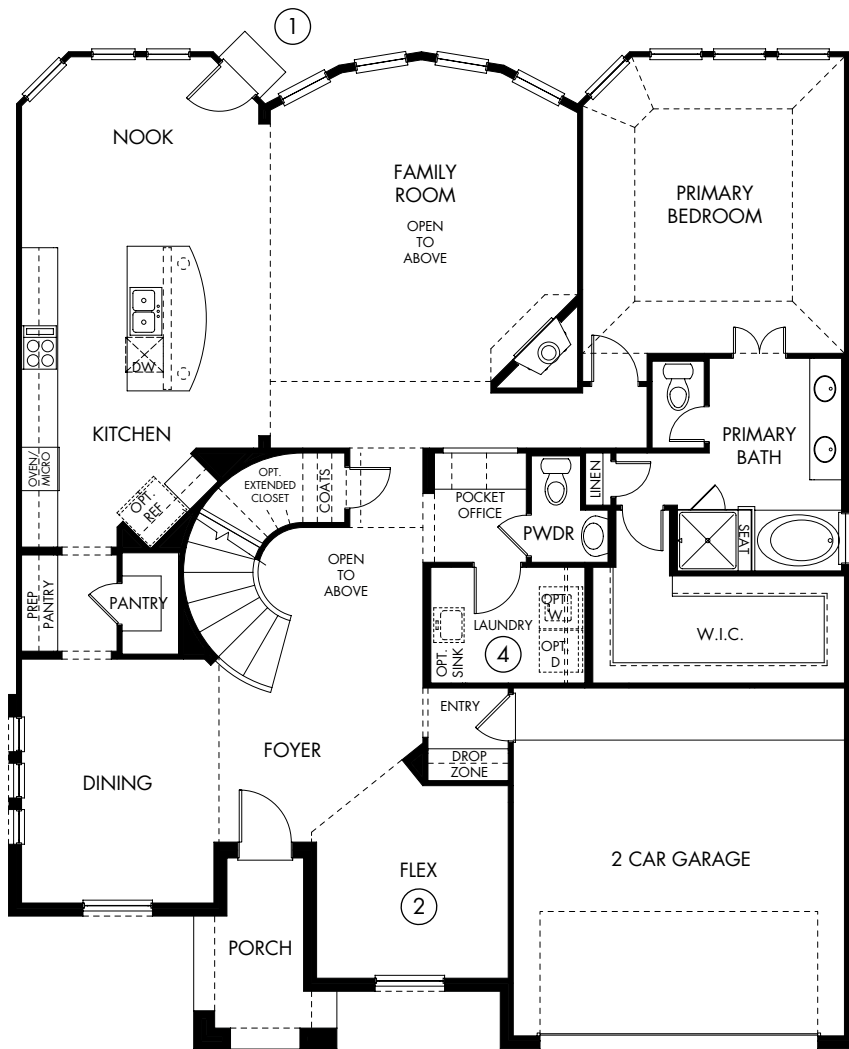 1
NOOK
FAMILY
ROOM
OPEN
TO
ABOVE
PRIMARY
BEDROOM
DW
KITCHEN
OVEN/
MICRO
OPT.
REF
OPT.
EXTENDED
CLOSET
COATS
POCKET
OFFICE
PWDR
LINEN
PRIMARY
BATH
SEAT
OPEN
TO
ABOVE
PREP
PANTRY
PANTRY
OPT.
SINK
LAUNDRY
4
OPT.
W.
OPT
D
W.I.C.
ENTRY
DROP
ZONE
FOYER
DINING
FLEX
2
2 CAR GARAGE
PORCH